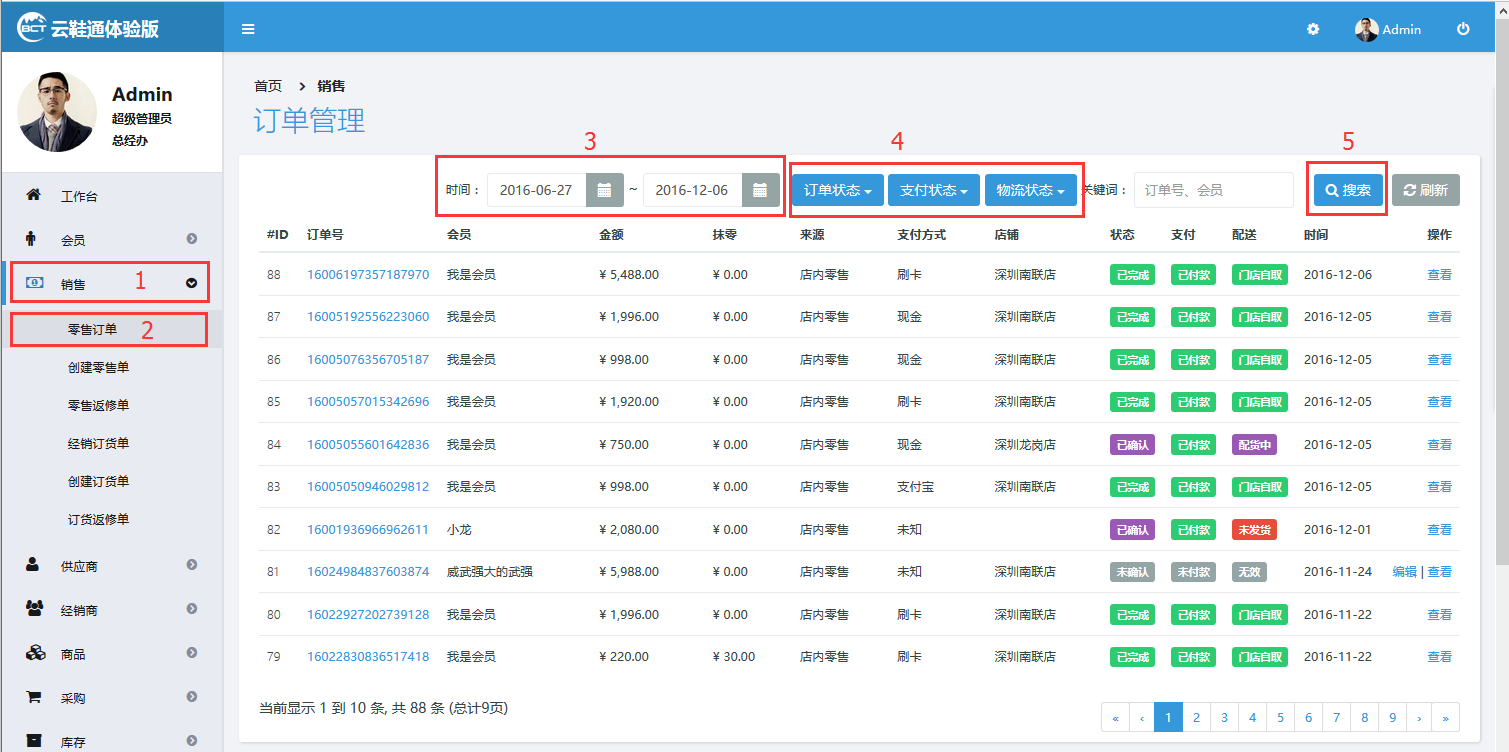 BCT 云鞋通体验版
Admin
Admin
超级管理员
总经办
工作台
会员
销售 1
零售订单 2
创建零售单
零售返修单
经销订货单
创建订货单
订货返修单
供应商
经销商
商品
采购
库存
首页 > 销售
订单管理
3 4 5
时间： 2016-06-27 ~ 2016-12-06 订单状态 支付状态 物流状态 关键词： 订单号、会员 搜索 刷新
#ID 订单号 会员 金额 抹零 来源 支付方式 店铺 状态 支付 配送 时间 操作
88 16006197357187970 我是会员 ¥ 5,488.00 ¥ 0.00 店内零售 刷卡 深圳南联店 已完成 已付款 门店自取 2016-12-06 查看
87 16005192556223060 我是会员 ¥ 1,996.00 ¥ 0.00 店内零售 现金 深圳南联店 已完成 已付款 门店自取 2016-12-05 查看
86 16005076356705187 我是会员 ¥ 998.00 ¥ 0.00 店内零售 现金 深圳南联店 已完成 已付款 门店自取 2016-12-05 查看
85 16005057015342696 我是会员 ¥ 1,920.00 ¥ 0.00 店内零售 刷卡 深圳南联店 已完成 已付款 门店自取 2016-12-05 查看
84 16005055601642836 我是会员 ¥ 750.00 ¥ 0.00 店内零售 现金 深圳龙岗店 已确认 已付款 配货中 2016-12-05 查看
83 16005050946029812 我是会员 ¥ 998.00 ¥ 0.00 店内零售 支付宝 深圳南联店 已完成 已付款 门店自取 2016-12-05 查看
82 16001936966962611 小龙 ¥ 2,080.00 ¥ 0.00 店内零售 未知 已确认 已付款 未发货 2016-12-01 查看
81 16024984837603874 威武强大的武强 ¥ 5,988.00 ¥ 0.00 店内零售 未知 深圳南联店 未确认 未付款 无效 2016-11-24 编辑 | 查看
80 16022927202739128 我是会员 ¥ 1,996.00 ¥ 0.00 店内零售 刷卡 深圳南联店 已完成 已付款 门店自取 2016-11-22 查看
79 16022830836517418 我是会员 ¥ 220.00 ¥ 30.00 店内零售 刷卡 深圳南联店 已完成 已付款 门店自取 2016-11-22 查看
当前显示 1 到 10 条, 共 88 条 (总计9页)
« ‹ 1 2 3 4 5 6 7 8 9 › »